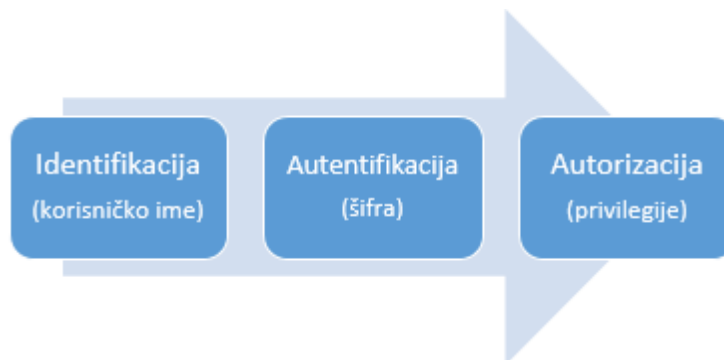 Identifikacija
(korisničko ime)
Autentifikacija
(šifra)
Autorizacija
(privilegije)